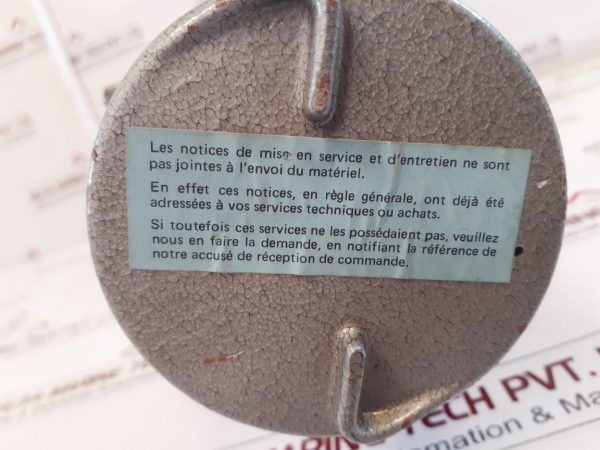 Les notices de mise en service et d'entretien ne sont
pas jointes à l'envoi du matériel.
En effet ces notices, en règle générale, ont déjà été
adressées à vos services techniques ou achats.
Si toutefois ces services ne les possédaient pas, veuillez
nous en faire la demande, en notifiant la référence de
notre accusé de réception de commande.
TECH PVT.
& Ma